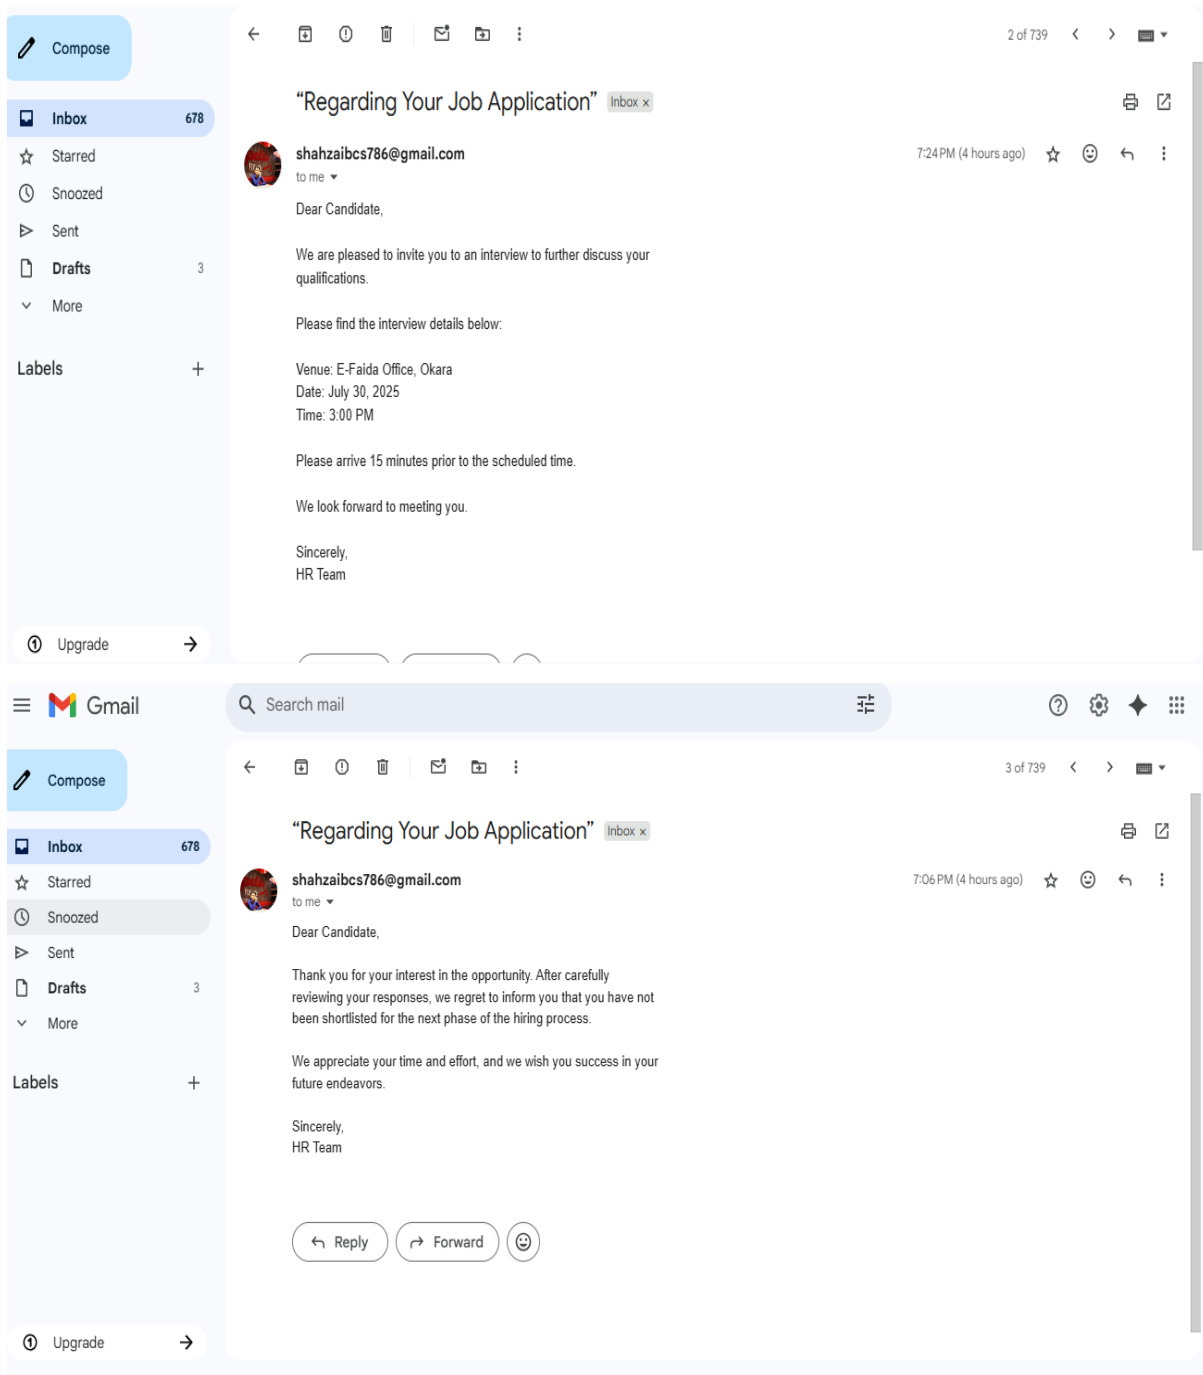 Compose
2 of 739
Inbox 678
Starred
Snoozed
Sent
Drafts 3
More
Labels +
Upgrade
“Regarding Your Job Application” Inbox x
shahzaibcs786@gmail.com
7:24 PM (4 hours ago)
to me
Dear Candidate,
We are pleased to invite you to an interview to further discuss your
qualifications.
Please find the interview details below:
Venue: E-Faida Office, Okara
Date: July 30, 2025
Time: 3:00 PM
Please arrive 15 minutes prior to the scheduled time.
We look forward to meeting you.
Sincerely,
HR Team
Gmail
Search mail
Compose
3 of 739
Inbox 678
Starred
Snoozed
Sent
Drafts 3
More
Labels +
Upgrade
“Regarding Your Job Application” Inbox x
shahzaibcs786@gmail.com
7:06 PM (4 hours ago)
to me
Dear Candidate,
Thank you for your interest in the opportunity. After carefully
reviewing your responses, we regret to inform you that you have not
been shortlisted for the next phase of the hiring process.
We appreciate your time and effort, and we wish you success in your
future endeavors.
Sincerely,
HR Team
Reply
Forward